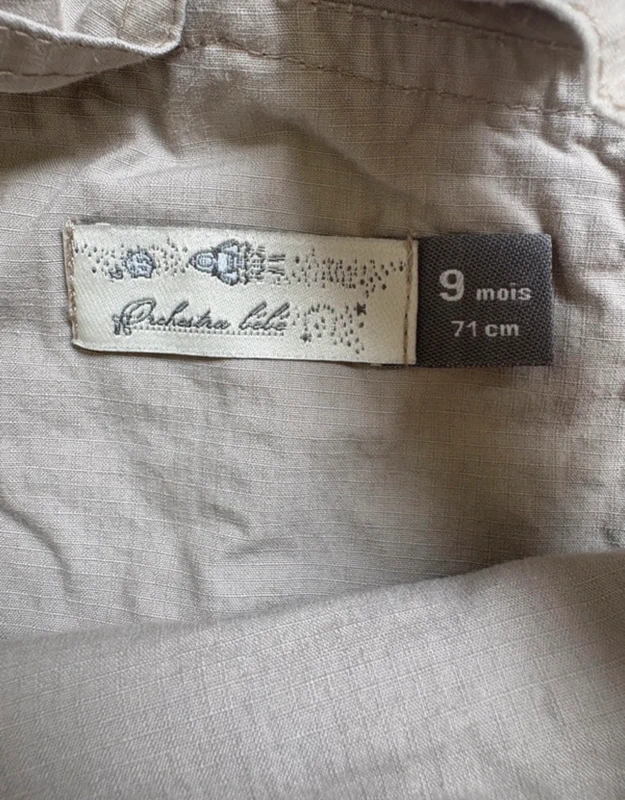 Orchestra bébé
9 mois
71 cm